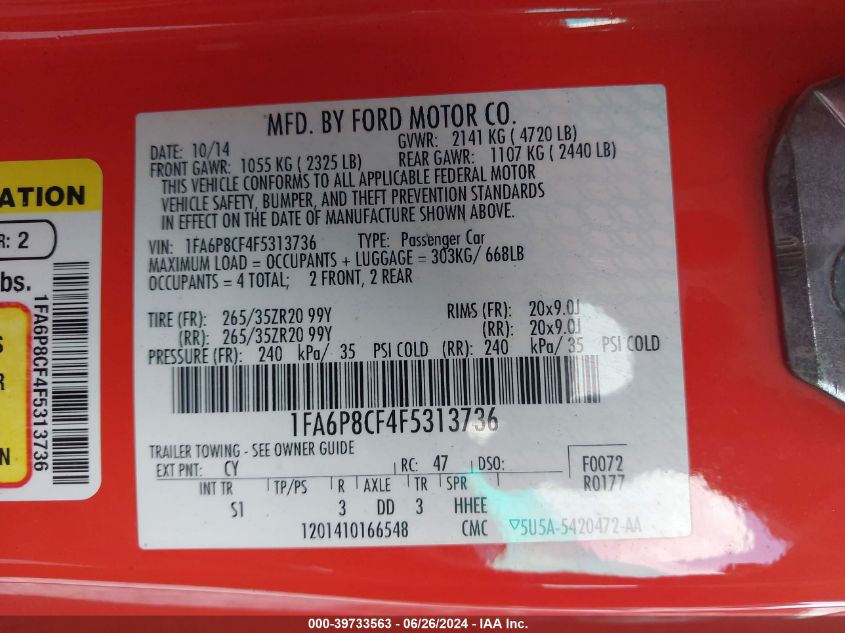 MFD. BY FORD MOTOR CO.
DATE: 10/14
GVWR: 2141 KG ( 4720 LB)
FRONT GAWR: 1055 KG ( 2325 LB)
REAR GAWR: 1107 KG ( 2440 LB)
THIS VEHICLE CONFORMS TO ALL APPLICABLE FEDERAL MOTOR
VEHICLE SAFETY, BUMPER, AND THEFT PREVENTION STANDARDS
IN EFFECT ON THE DATE OF MANUFACTURE SHOWN ABOVE.
VIN: 1FA6P8CF4F5313736 TYPE: Passenger Car
MAXIMUM LOAD = OCCUPANTS + LUGGAGE = 303KG/ 668LB
OCCUPANTS = 4 TOTAL; 2 FRONT, 2 REAR
TIRE (FR): 265/35ZR20 99Y RIMS (FR): 20x9.0J
(RR): 265/35ZR20 99Y (RR): 20x9.0J
PRESSURE (FR): 240 kPa/ 35 PSI COLD (RR): 240 kPa/ 35 PSI COLD
1FA6P8CF4F5313736
TRAILER TOWING - SEE OWNER GUIDE
EXT PNT: CY RC: 47 DSO: F0072
R0177
INT TR TP/PS R AXLE TR SPR
S1 3 DD 3 HHEE
1201410166548 CMC ▽5U5A-5420472-AA
ATION
R: 2
bs.
S
R
N
1FA6P8CF4F5313736
000-39733563 - 06/26/2024 - IAA Inc.